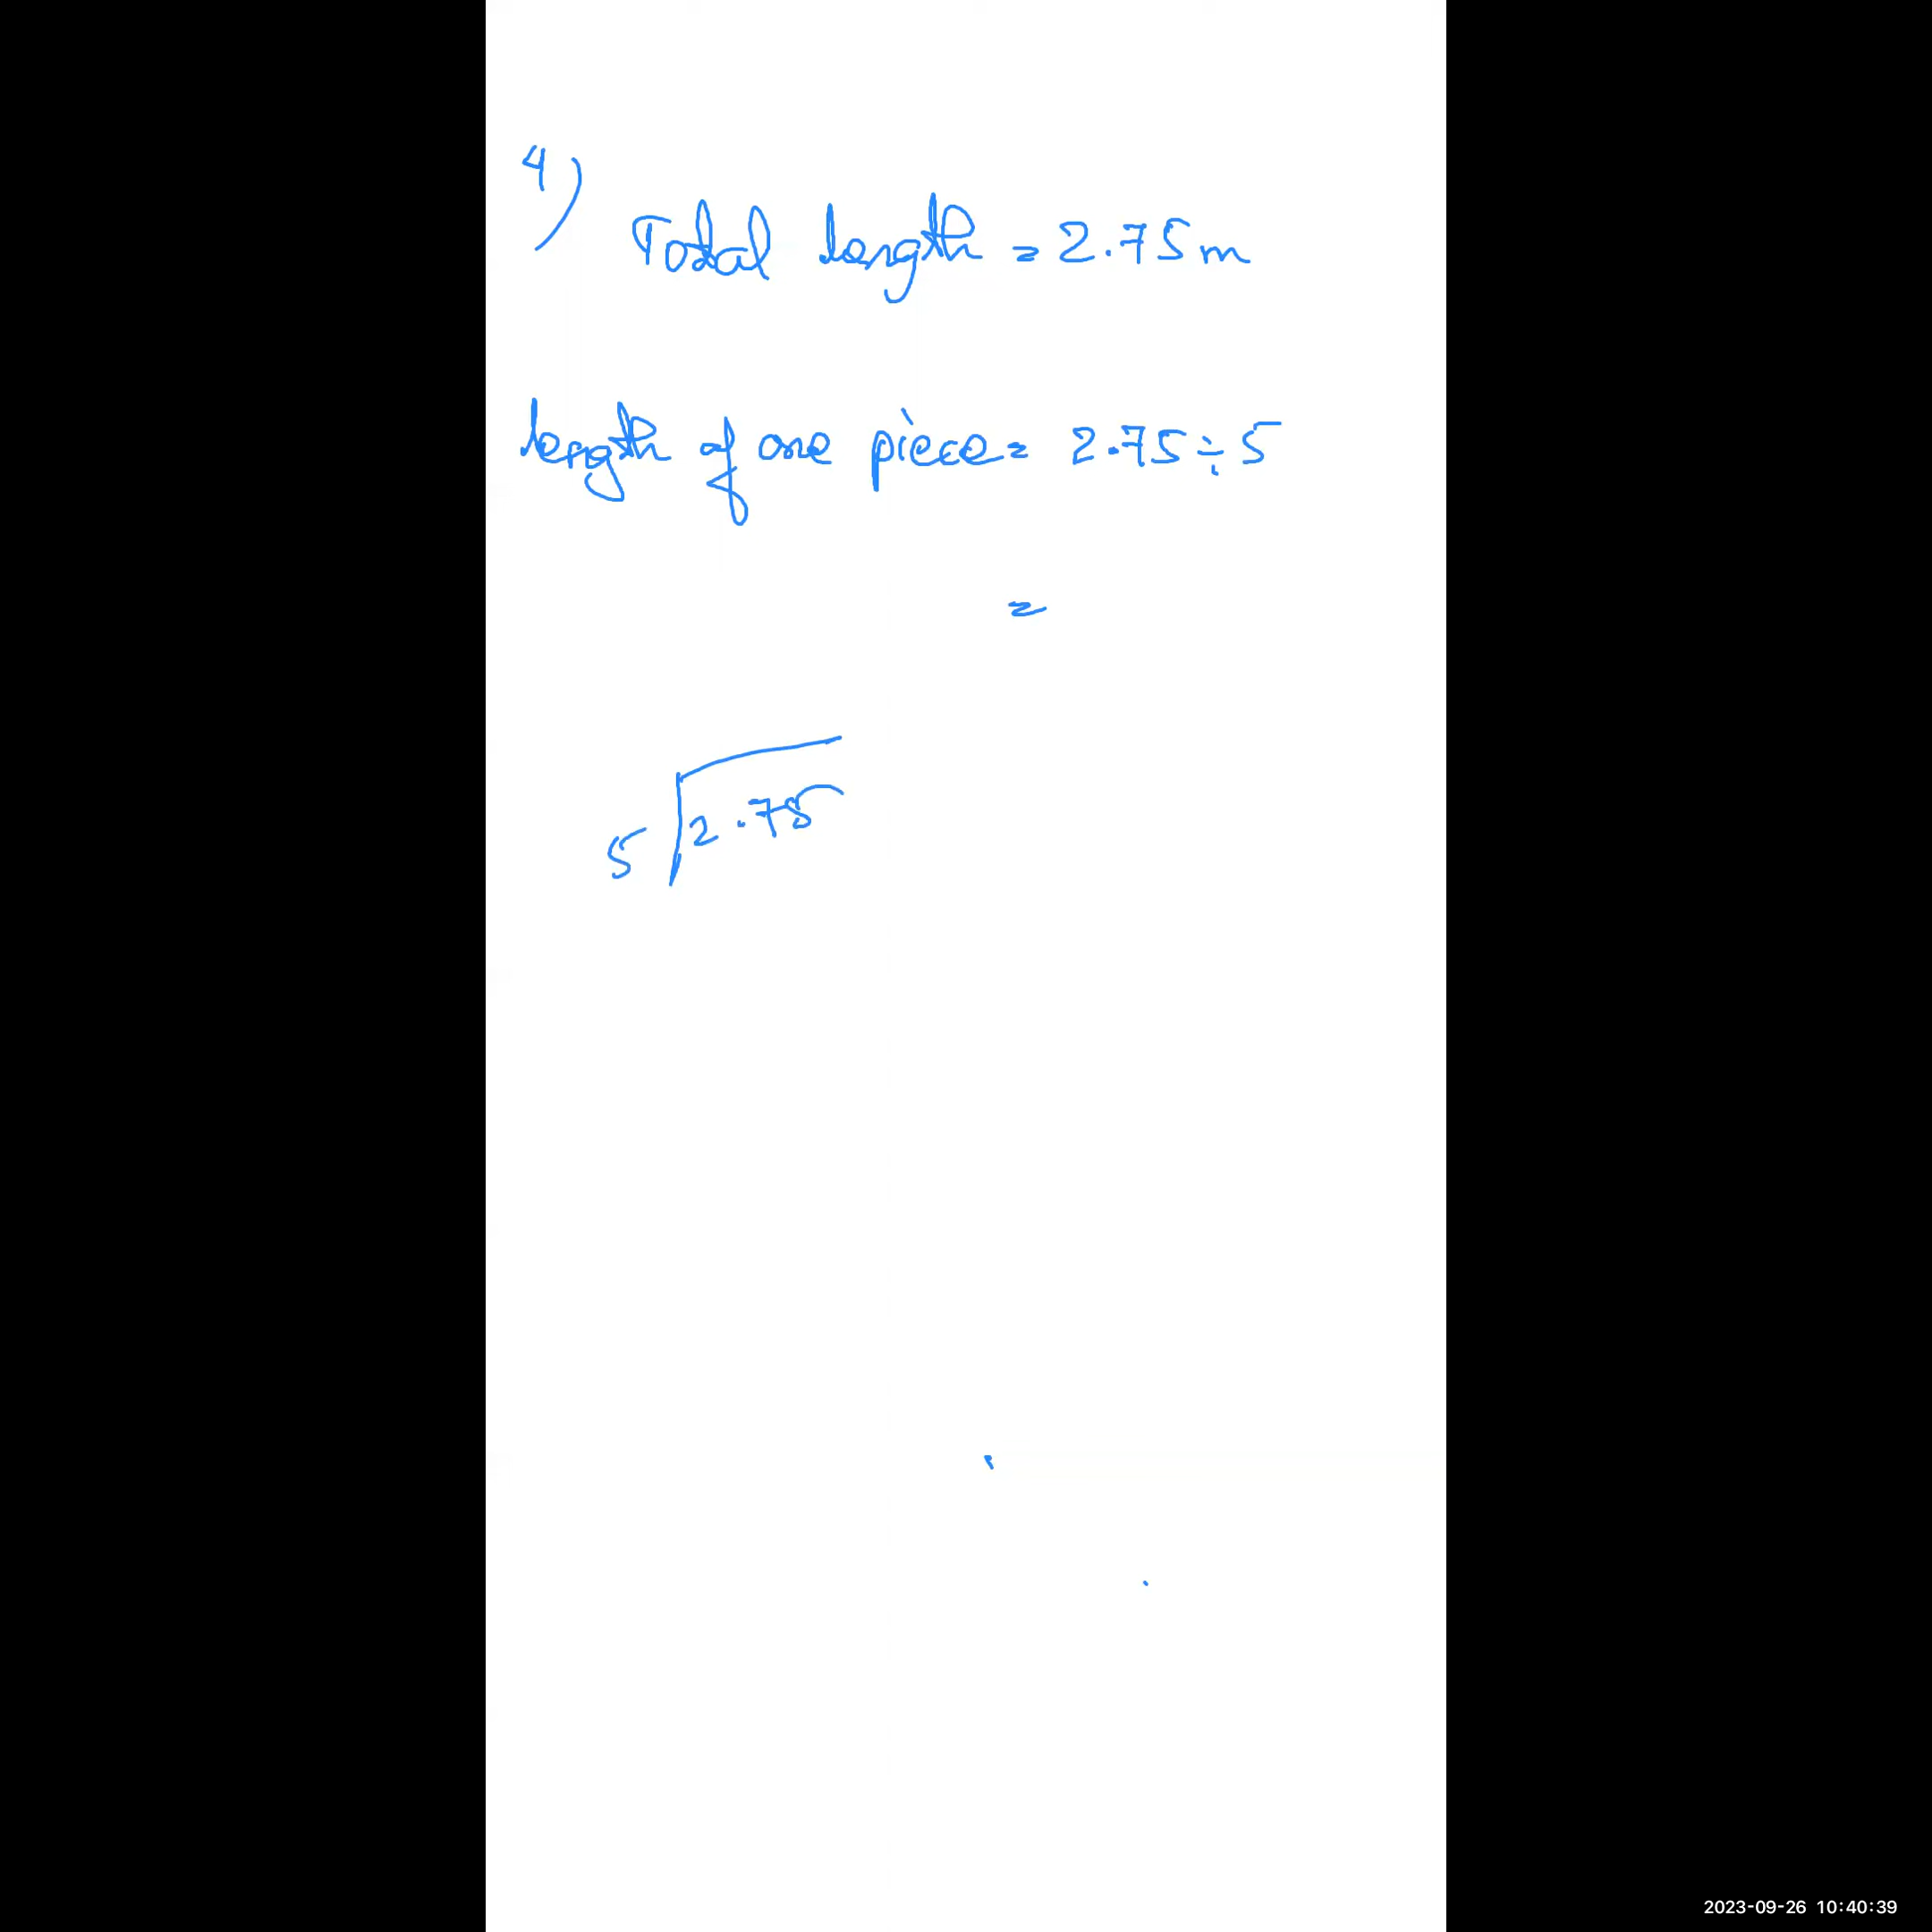 4)
Total length = 2.75 m
length of one piece = 2.75 ÷ 5
=
5 2.75
2023-09-26 10:40:39